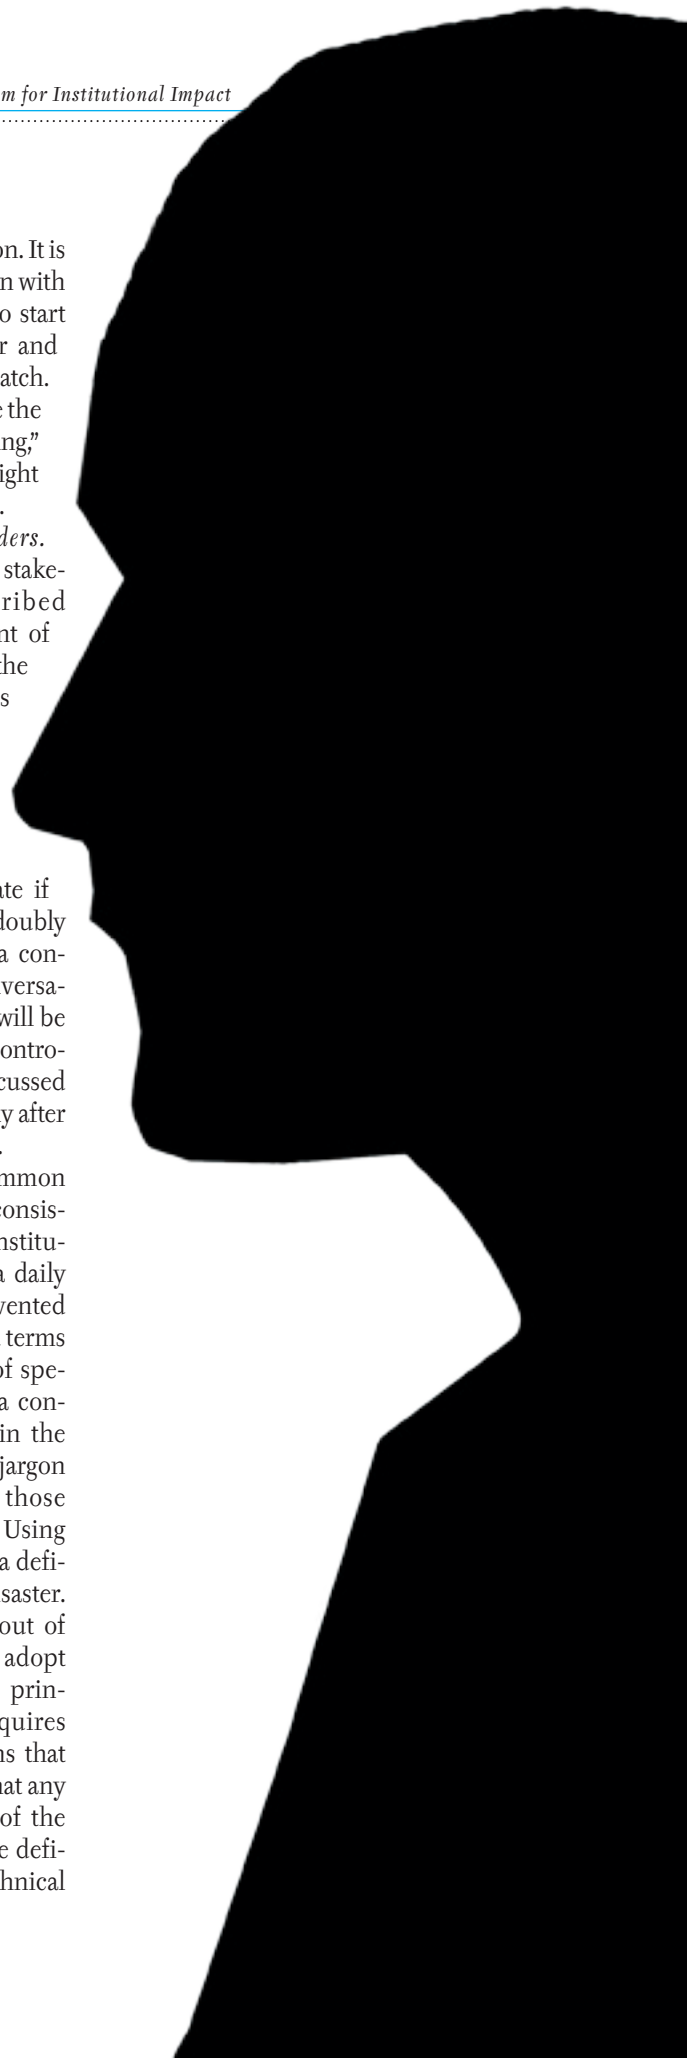 m for Institutional Impact
on. It is
n with
o start
r and
atch.
e the
ng,”
ight
.
ders.
stake-
ribed
nt of
the
s
ate if
doubly
a con-
versa-
will be
ontro-
cussed
y after
.
mmon
consis-
nstitu-
a daily
vented
terms
of spe-
a con-
in the
jargon
those
Using
a defi-
saster.
out of
adopt
prin-
quires
ns that
hat any
of the
e defi-
hnical